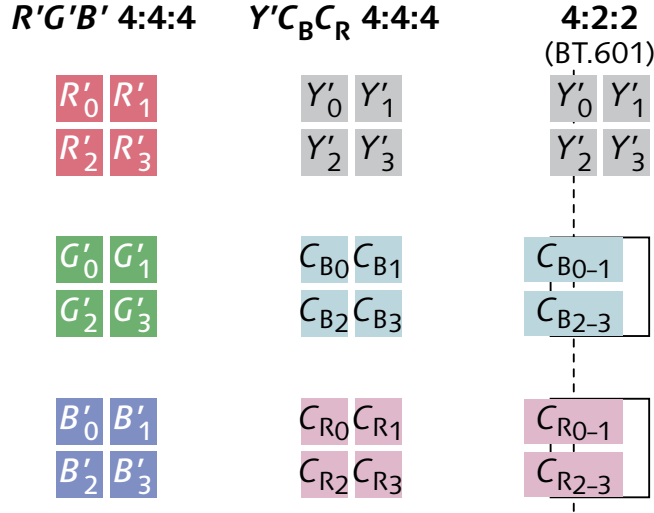 R′G′B′ 4:4:4 Y′CBCR 4:4:4 4:2:2
(BT.601)
R′0 R′1 Y′0 Y′1 Y′0 Y′1
R′2 R′3 Y′2 Y′3 Y′2 Y′3
G′0 G′1 CB0 CB1 CB0–1
G′2 G′3 CB2 CB3 CB2–3
B′0 B′1 CR0 CR1 CR0–1
B′2 B′3 CR2 CR3 CR2–3